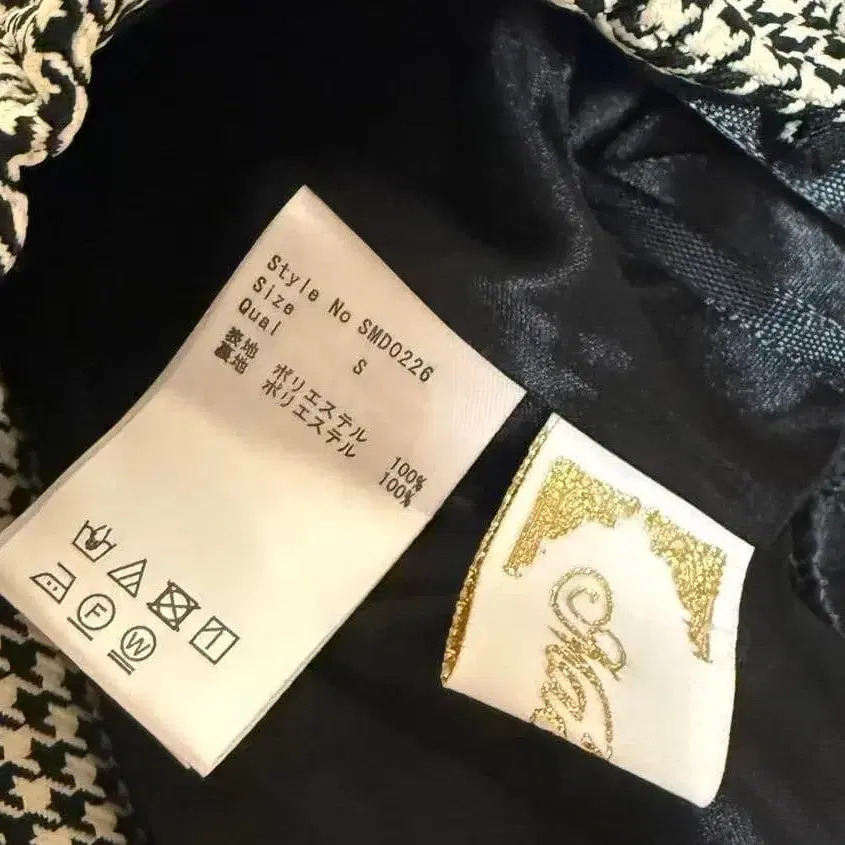 Style No SMD0226
Size S
Qual
表地 ポリエステル 100%
裏地 ポリエステル 100%
F
W